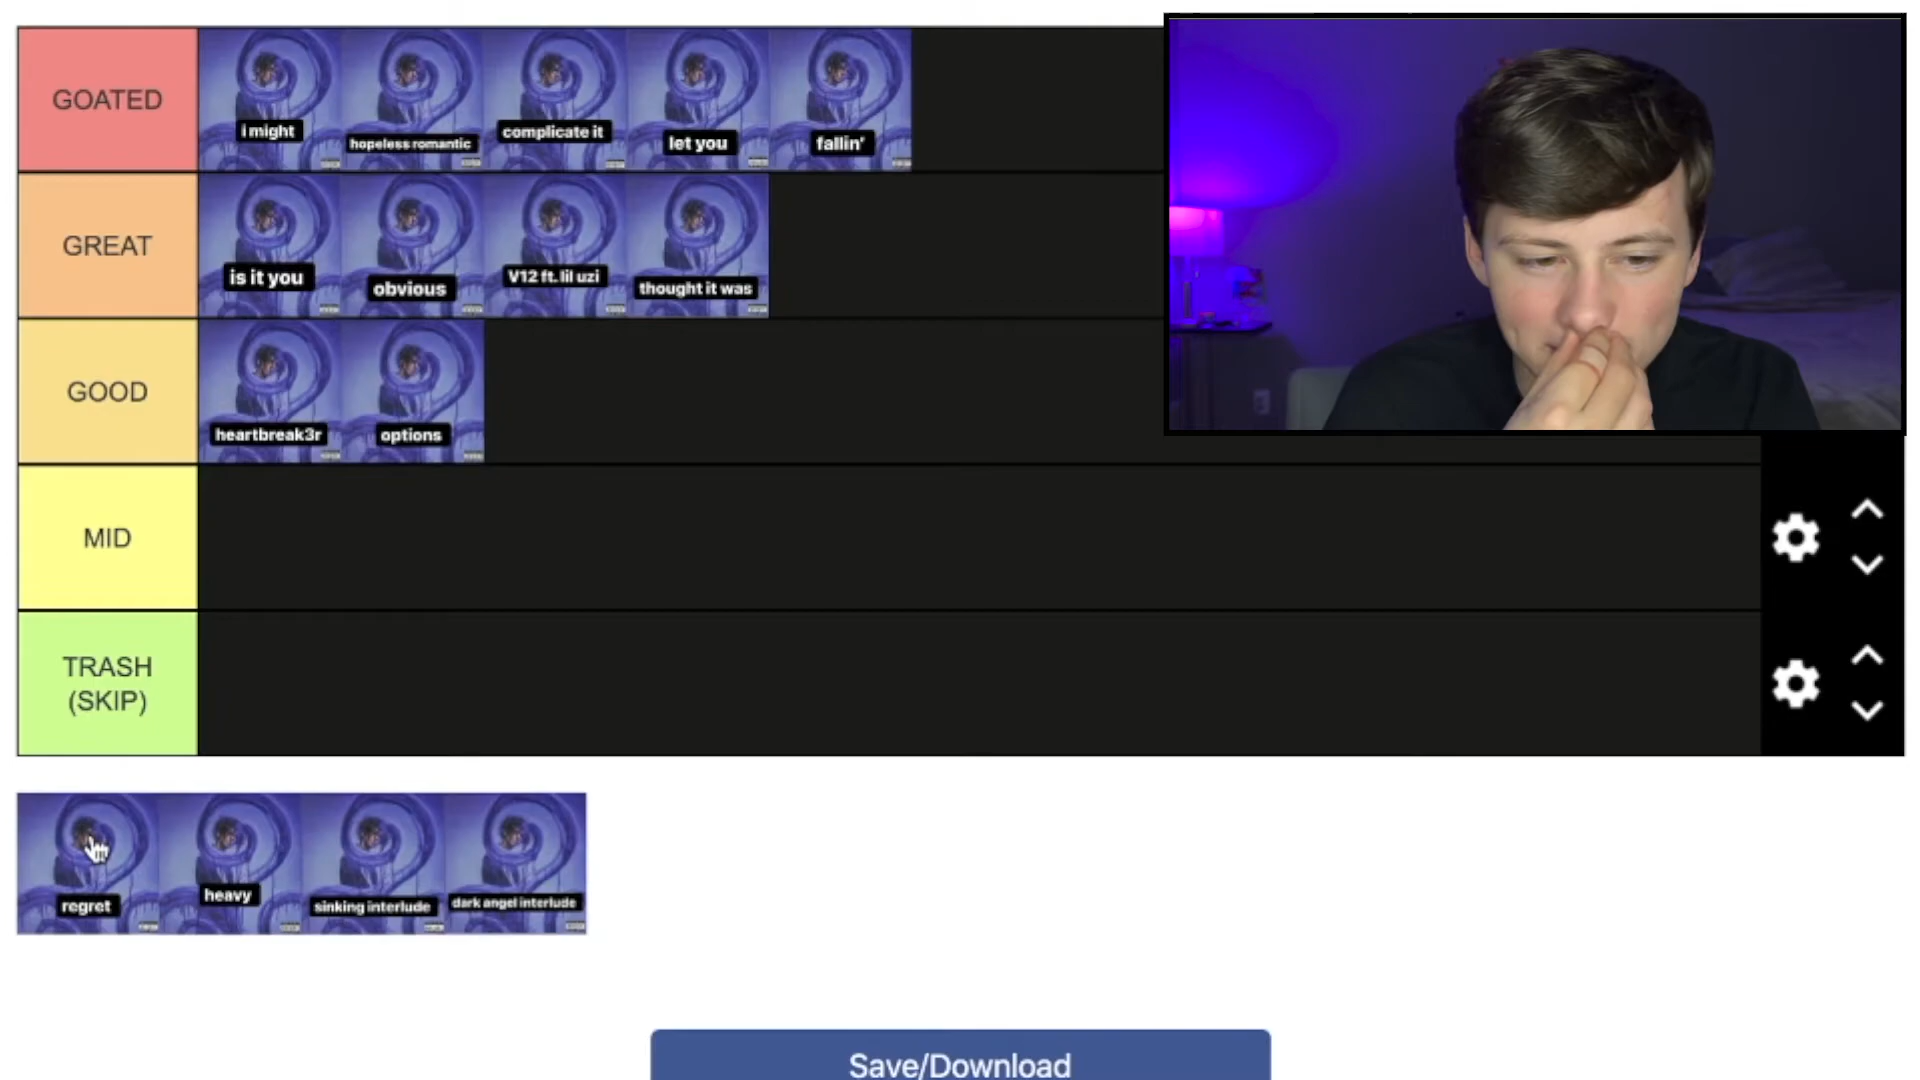 GOATED
i might
hopeless romantic
complicate it
let you
fallin'
GREAT
is it you
obvious
V12 ft. lil uzi
thought it was
GOOD
heartbreak3r
options
MID
TRASH
(SKIP)
regret
heavy
sinking interlude
dark angel interlude
Save/Download